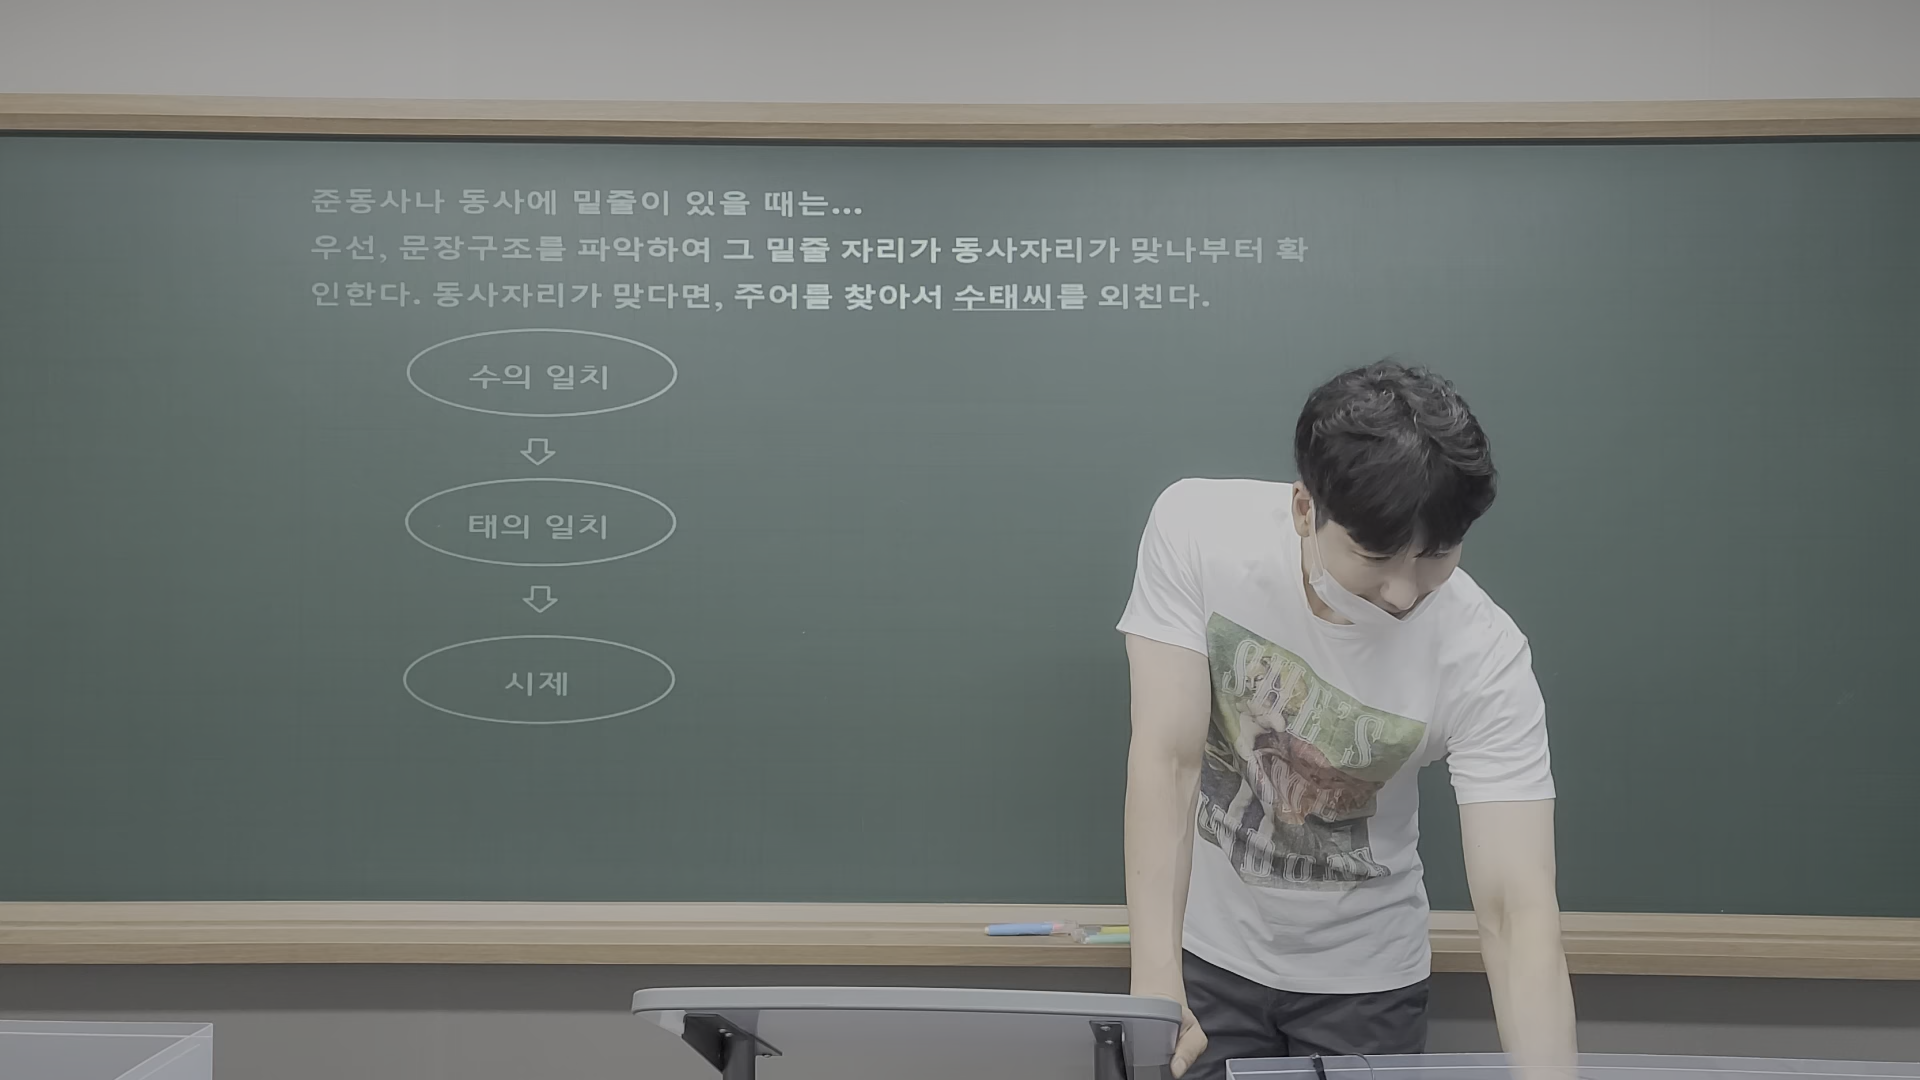 준동사나 동사에 밑줄이 있을 때는...
우선, 문장구조를 파악하여 그 밑줄 자리가 동사자리가 맞나부터 확
인한다. 동사자리가 맞다면, 주어를 찾아서 수태씨를 외친다.
수의 일치
태의 일치
시제
SHE'S